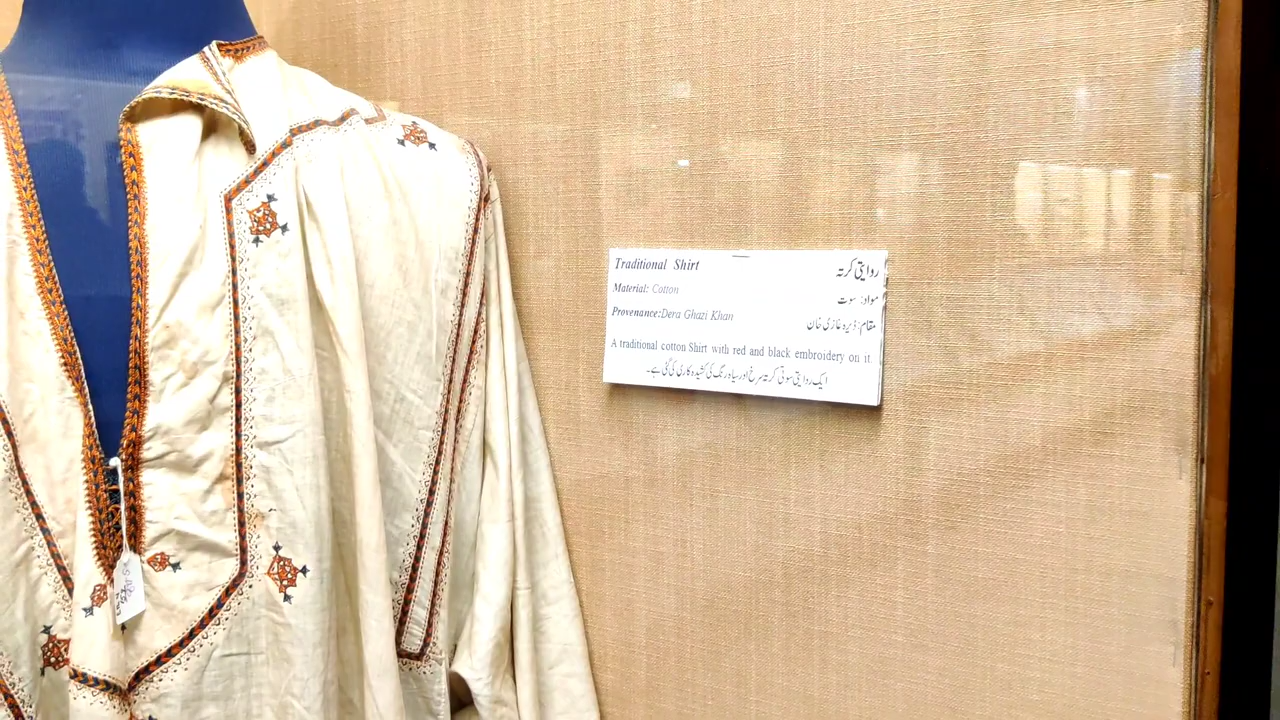 Traditional Shirt
روایتی کرتہ
Material: Cotton
مواد: سوت
Provenance:Dera Ghazi Khan
مقام: ڈیرہ غازی خان
A traditional cotton Shirt with red and black embroidery on it.
ایک روایتی سوتی کرتہ سرخ اور سیاہ رنگ کی کشیدہ کاری کی گئی ہے۔